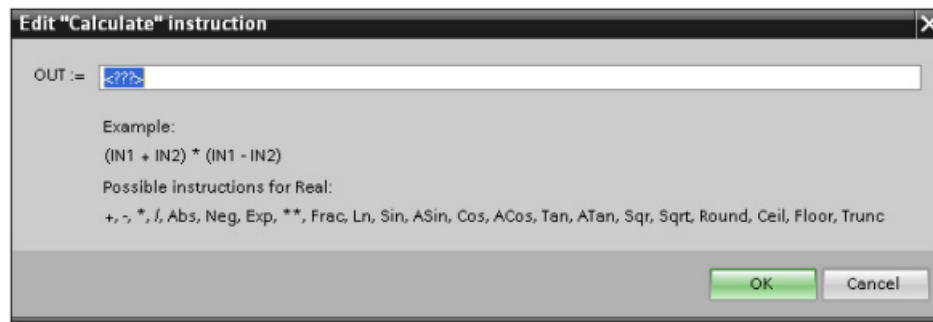 Edit "Calculate" instruction
OUT := <???>
Example:
(IN1 + IN2) * (IN1 - IN2)
Possible instructions for Real:
+, -, *, /, Abs, Neg, Exp, **, Frac, Ln, Sin, ASin, Cos, ACos, Tan, ATan, Sqr, Sqrt, Round, Ceil, Floor, Trunc
OK Cancel